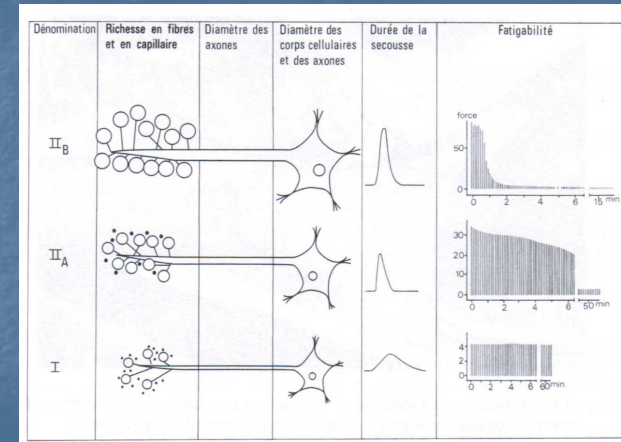 Dénomination
Richesse en fibres
et en capillaire
Diamètre des
axones
Diamètre des
corps cellulaires
et des axones
Durée de la
secousse
Fatigabilité
II B
force
50
0
0 2 4 6 15 min
II A
30
20
10
0
0 2 4 6 50 min
I
4
2
0
0 2 4 6 60 min